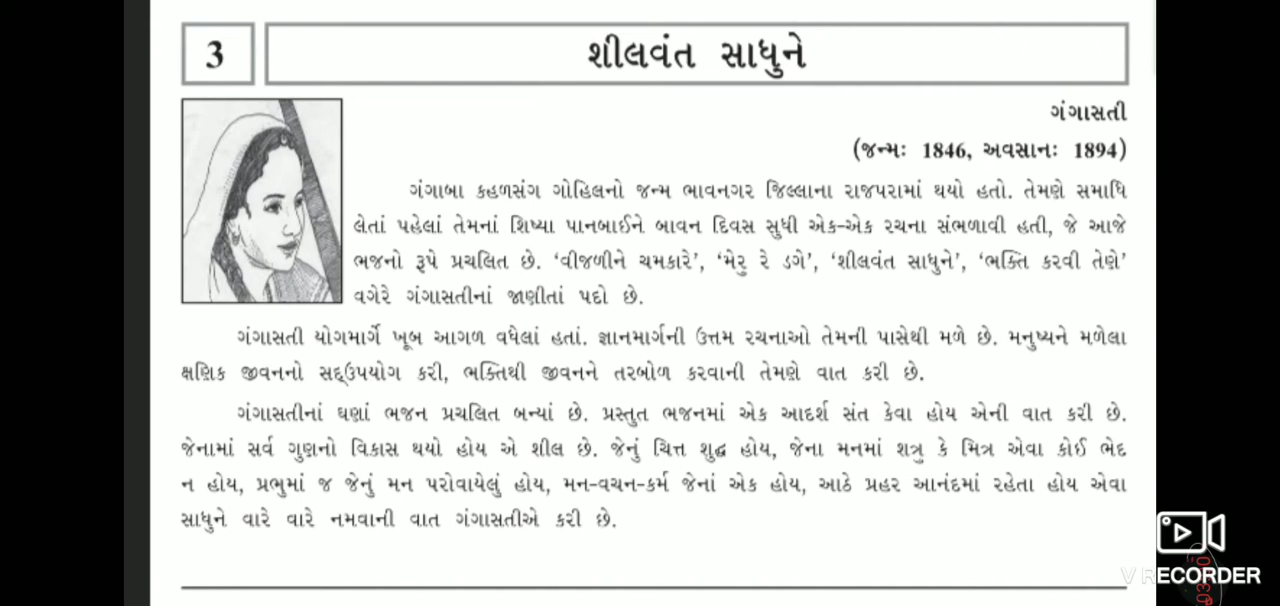 3
શીલવંત સાધુને
ગંગાસતી
(જન્મઃ 1846, અવસાનઃ 1894)
ગંગાબા કહળસંગ ગોહિલનો જન્મ ભાવનગર જિલ્લાના રાજપરામાં થયો હતો. તેમણે સમાધિ
લેતાં પહેલાં તેમનાં શિષ્યા પાનબાઈને બાવન દિવસ સુધી એક-એક રચના સંભળાવી હતી, જે આજે
ભજનો રૂપે પ્રચલિત છે. ‘વીજળીને ચમકારે’, ‘મેરુ રે ડગે’, ‘શીલવંત સાધુને’, ‘ભક્તિ કરવી તેણે’
વગેરે ગંગાસતીનાં જાણીતાં પદો છે.
ગંગાસતી યોગમાર્ગે ખૂબ આગળ વધેલાં હતાં. જ્ઞાનમાર્ગની ઉત્તમ રચનાઓ તેમની પાસેથી મળે છે. મનુષ્યને મળેલા
ક્ષણિક જીવનનો સદ્ઉપયોગ કરી, ભક્તિથી જીવનને તરબોળ કરવાની તેમણે વાત કરી છે.
ગંગાસતીનાં ઘણાં ભજન પ્રચલિત બન્યાં છે. પ્રસ્તુત ભજનમાં એક આદર્શ સંત કેવા હોય એની વાત કરી છે.
જેનામાં સર્વ ગુણનો વિકાસ થયો હોય એ શીલ છે. જેનું ચિત્ત શુદ્ધ હોય, જેના મનમાં શત્રુ કે મિત્ર એવા કોઈ ભેદ
ન હોય, પ્રભુમાં જ જેનું મન પરોવાયેલું હોય, મન-વચન-કર્મ જેનાં એક હોય, આઠે પ્રહર આનંદમાં રહેતા હોય એવા
સાધુને વારે વારે નમવાની વાત ગંગાસતીએ કરી છે.
V RECORDER